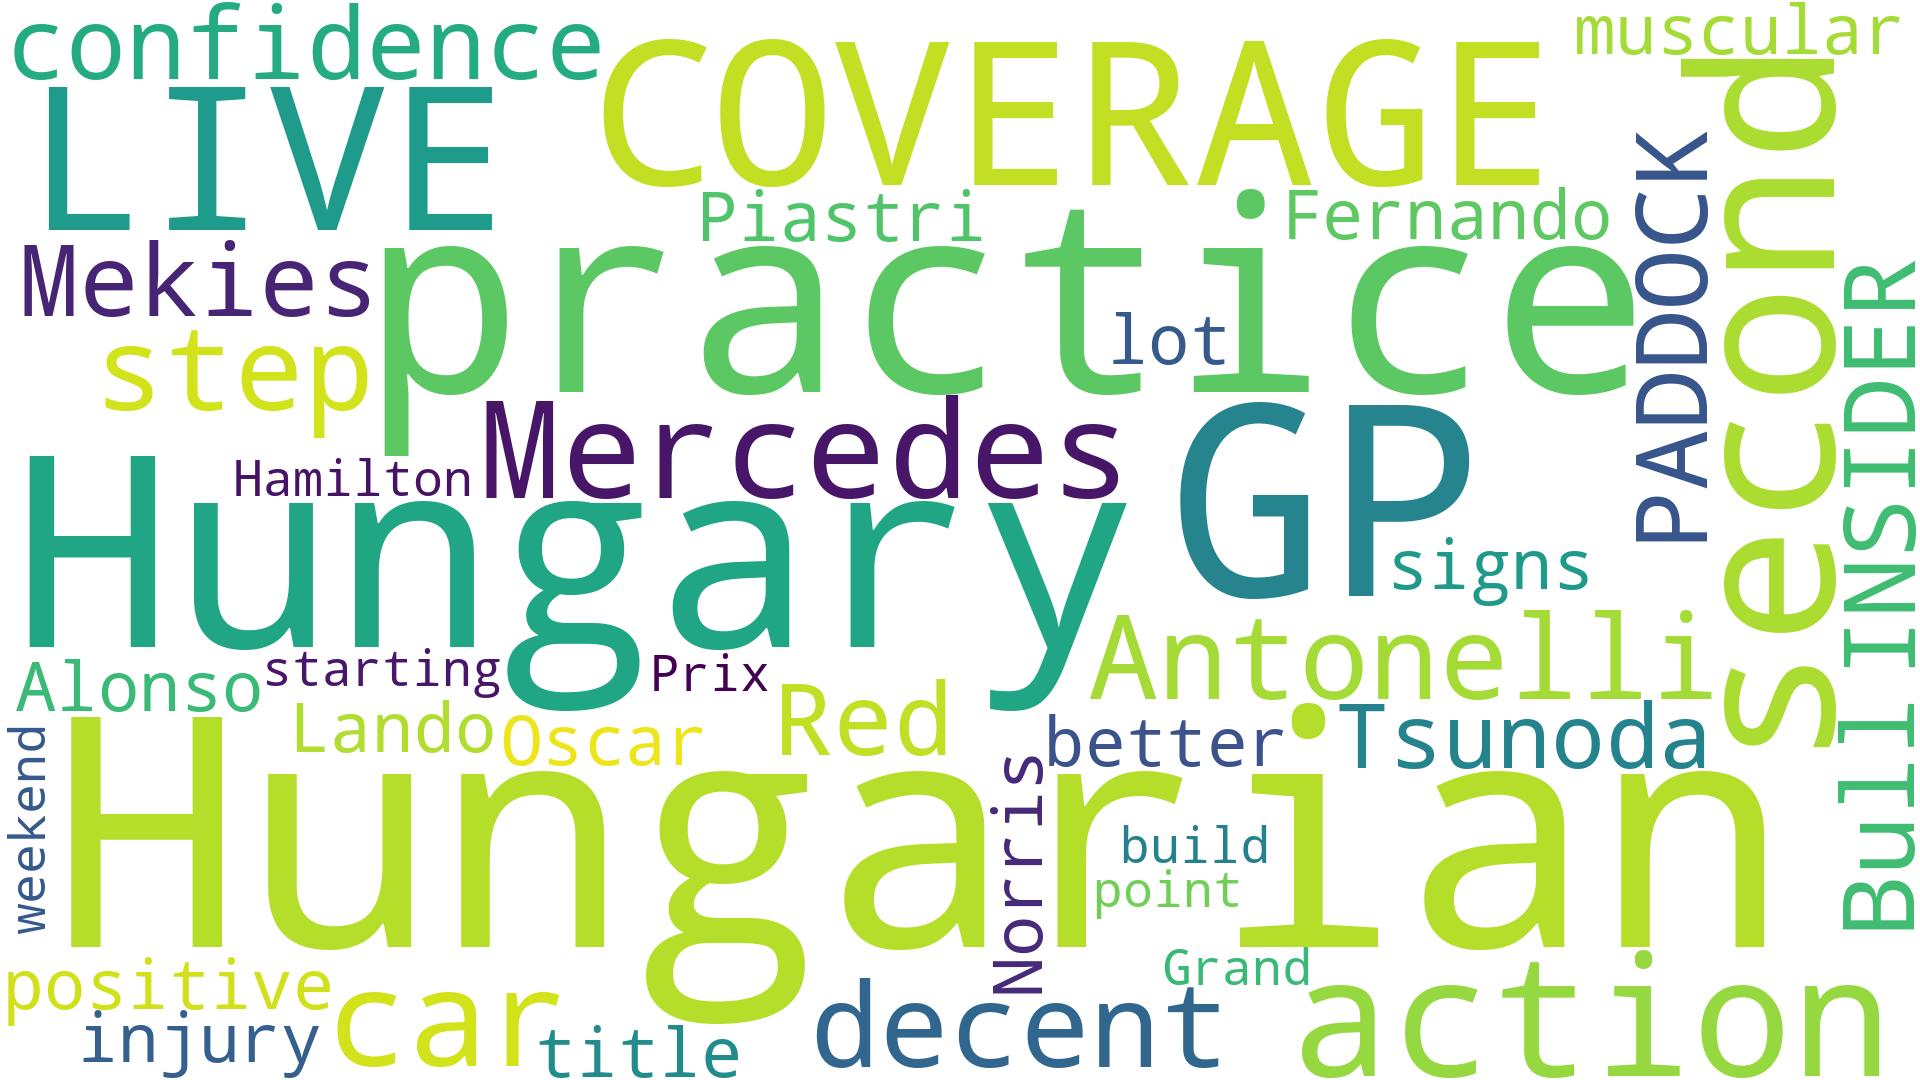 confidence
muscular
LIVE
COVERAGE
second
PADDOCK
Piastri
Fernando
Mekies
practice
INSIDER
lot
step
Mercedes
GP
Hamilton
Hungary
signs
Antonelli
Alonso
starting
Prix
Red
Lando
Oscar
better
Tsunoda
Bull
weekend
Hungarian
Norris
build
point
Grand
positive
action
car
decent
injury
title